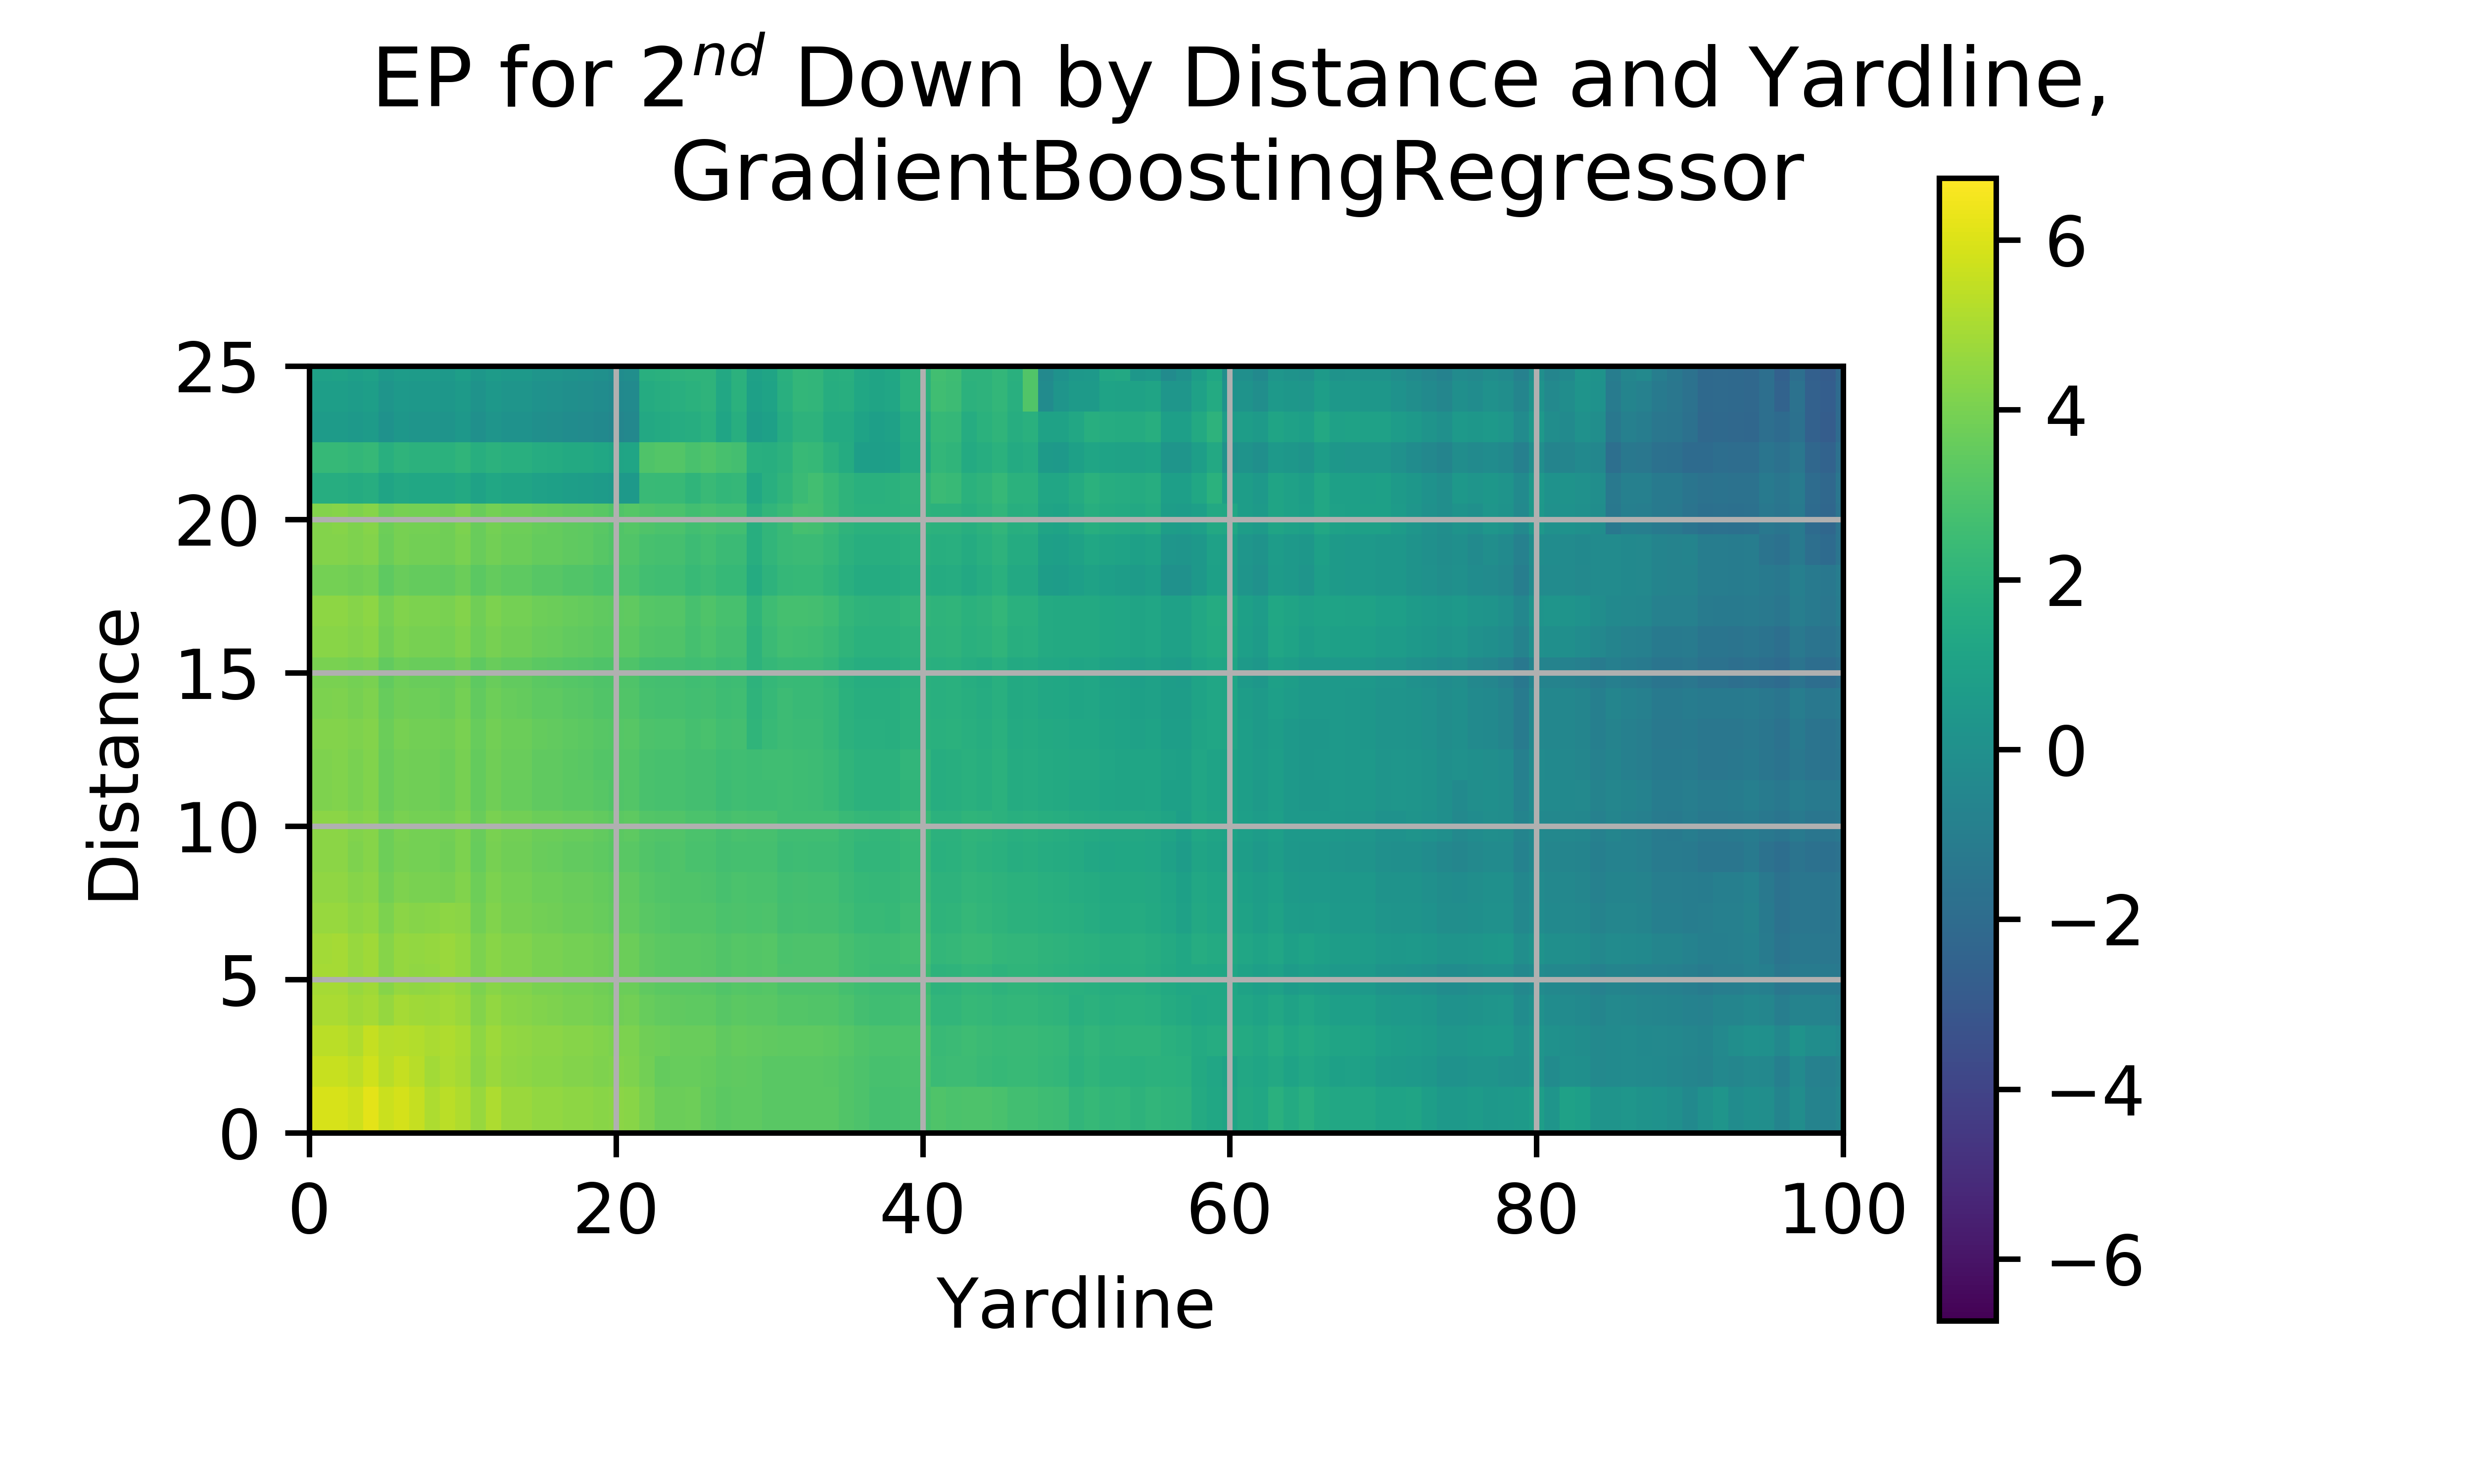 EP for 2nd Down by Distance and Yardline,
GradientBoostingRegressor
6
4
2
0
−2
−4
−6
25
20
15
10
5
0
Distance
0 20 40 60 80 100
Yardline